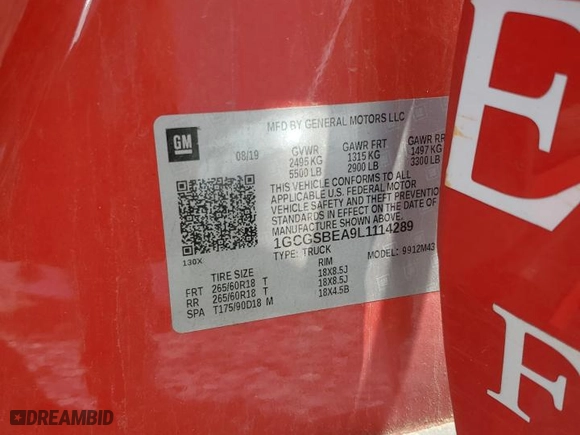 MFD BY GENERAL MOTORS LLC
GM
08/19 GVWR GAWR FRT GAWR RR
2495 KG 1315 KG 1497 KG
5500 LB 2900 LB 3300 LB
THIS VEHICLE CONFORMS TO ALL
APPLICABLE U.S. FEDERAL MOTOR
VEHICLE SAFETY AND THEFT PREVENTION
STANDARDS IN EFFECT ON THE DATE OF
MANUFACTURE SHOWN ABOVE.
1GCGSBEA9L1114289
TYPE: TRUCK MODEL: 9912M43
130X
TIRE SIZE RIM
FRT 265/60R18 T 18X8.5J
RR 265/60R18 T 18X8.5J
SPA T175/90D18 M 18X4.5B
E
F
DREAMBID